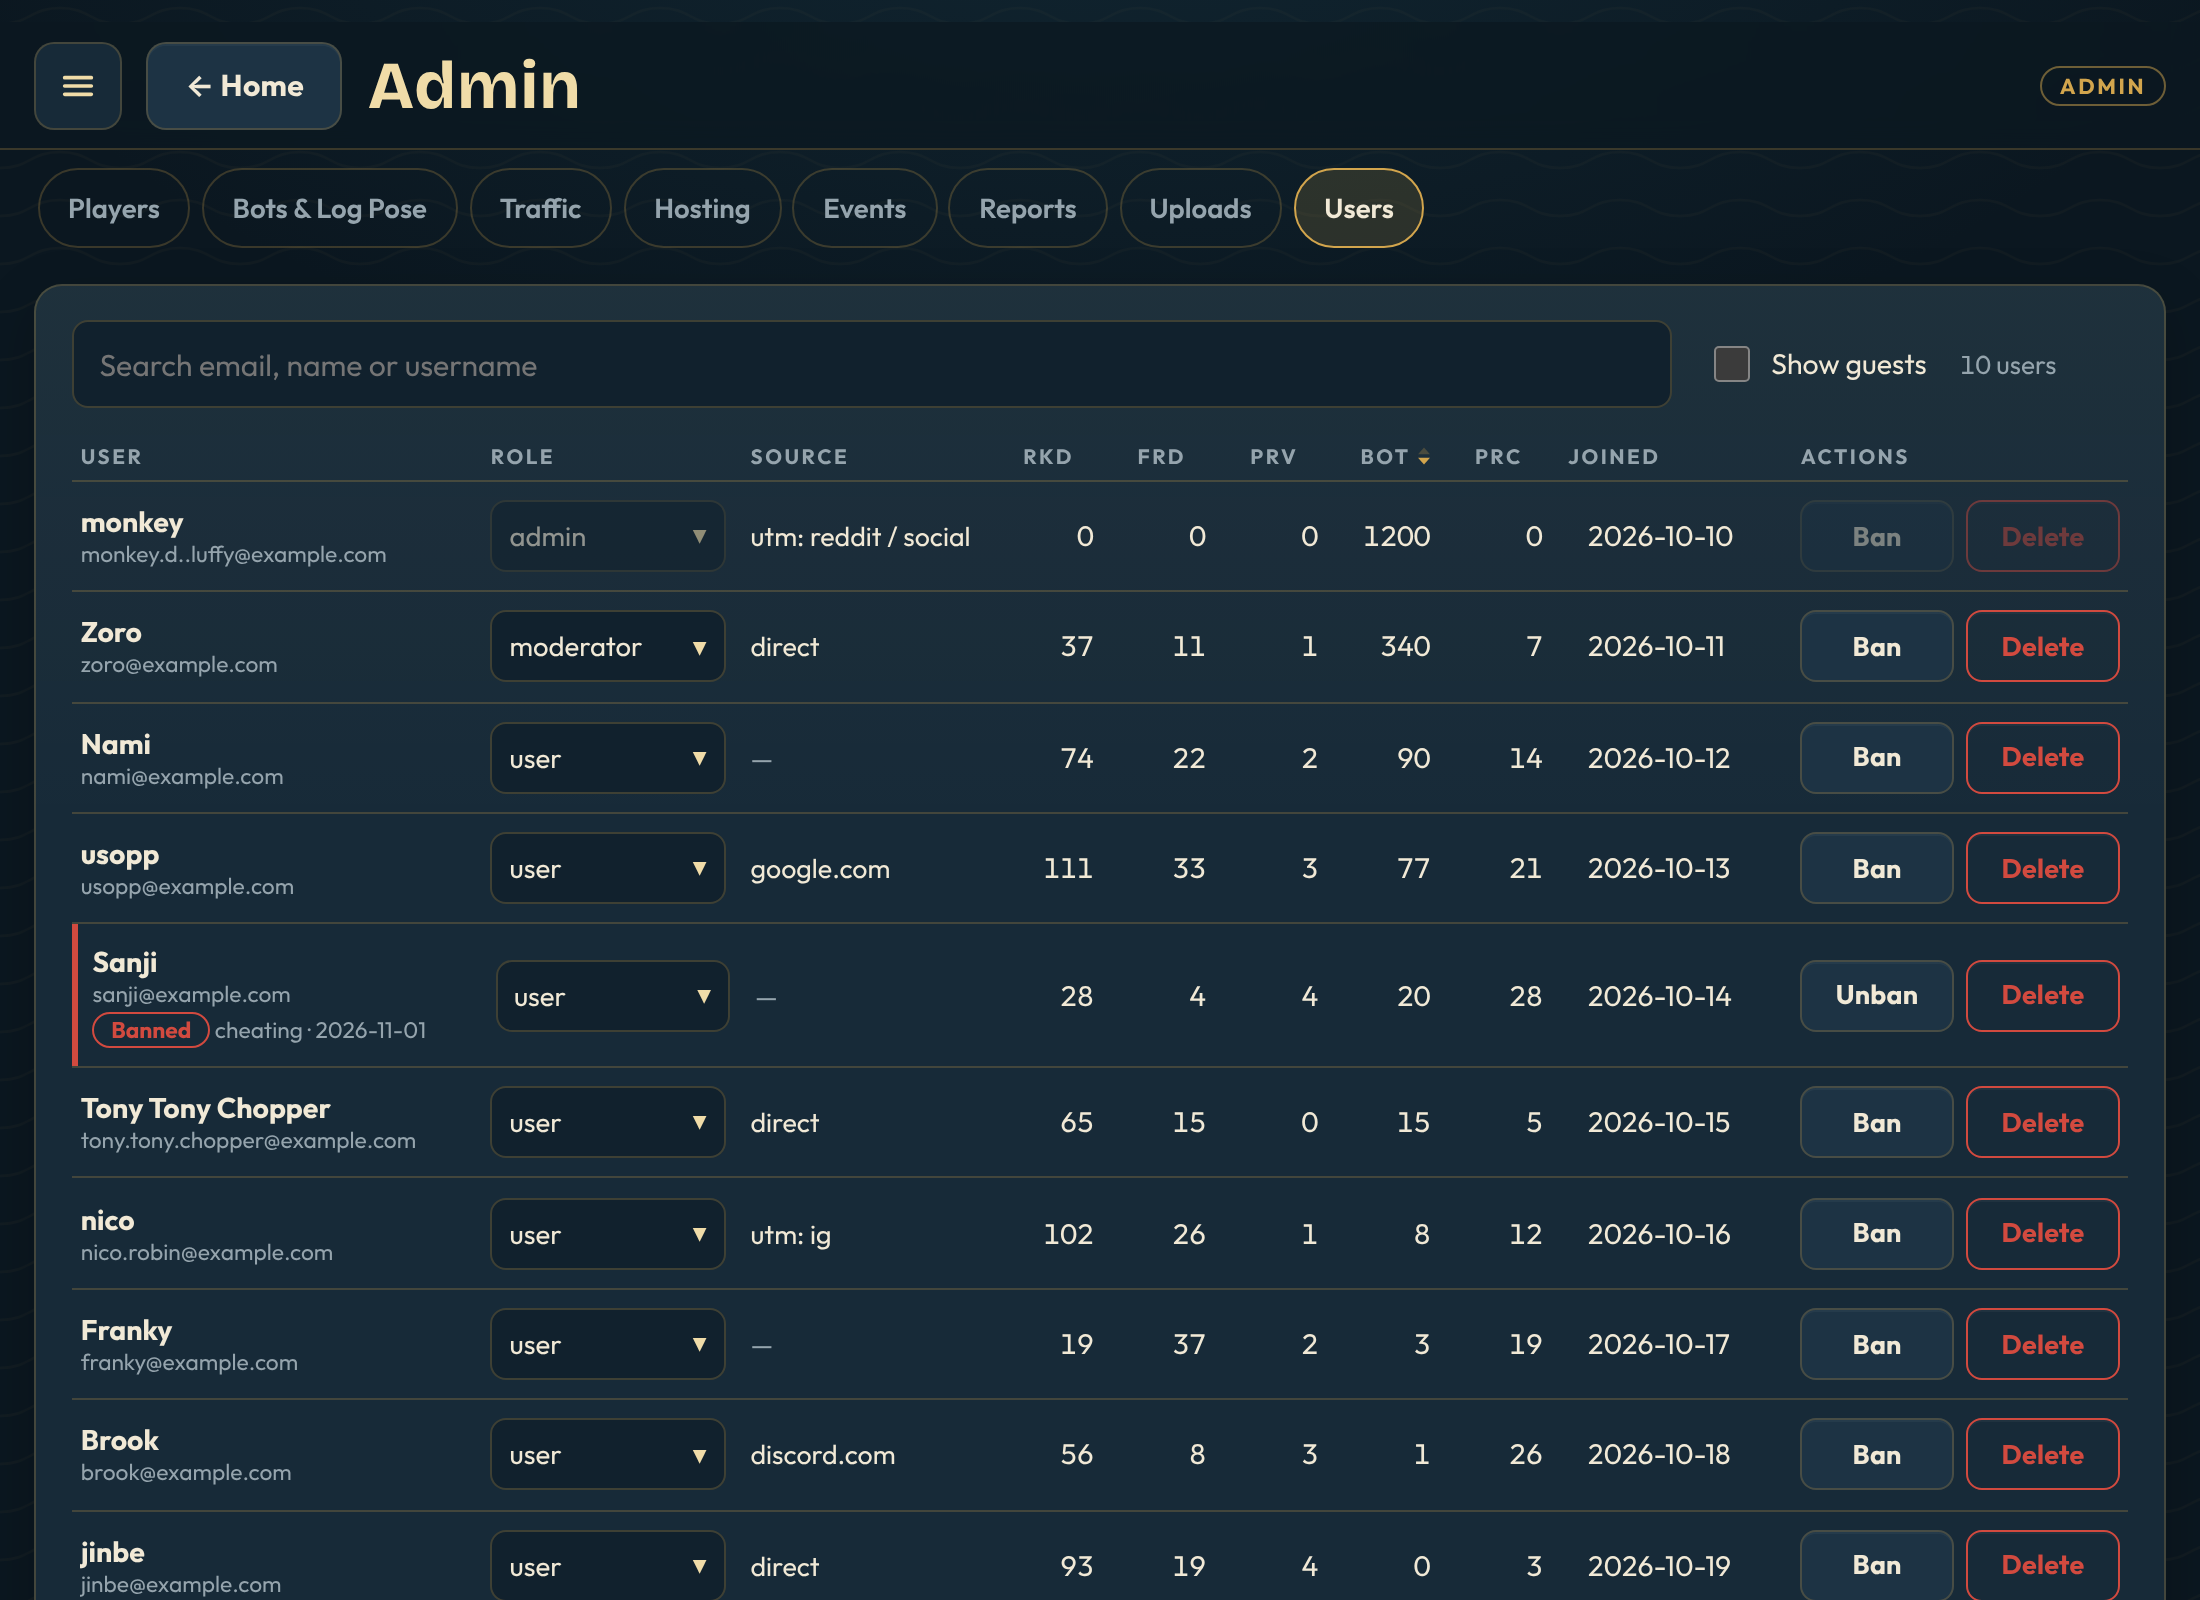 ← Home Admin ADMIN
Players Bots & Log Pose Traffic Hosting Events Reports Uploads Users
Search email, name or username Show guests 10 users
USER ROLE SOURCE RKD FRD PRV BOT PRC JOINED ACTIONS
monkey
monkey.d..luffy@example.com
admin utm: reddit / social 0 0 0 1200 0 2026-10-10 Ban Delete
Zoro
zoro@example.com
moderator direct 37 11 1 340 7 2026-10-11 Ban Delete
Nami
nami@example.com
user — 74 22 2 90 14 2026-10-12 Ban Delete
usopp
usopp@example.com
user google.com 111 33 3 77 21 2026-10-13 Ban Delete
Sanji
sanji@example.com
Banned cheating · 2026-11-01
user — 28 4 4 20 28 2026-10-14 Unban Delete
Tony Tony Chopper
tony.tony.chopper@example.com
user direct 65 15 0 15 5 2026-10-15 Ban Delete
nico
nico.robin@example.com
user utm: ig 102 26 1 8 12 2026-10-16 Ban Delete
Franky
franky@example.com
user — 19 37 2 3 19 2026-10-17 Ban Delete
Brook
brook@example.com
user discord.com 56 8 3 1 26 2026-10-18 Ban Delete
jinbe
jinbe@example.com
user direct 93 19 4 0 3 2026-10-19 Ban Delete